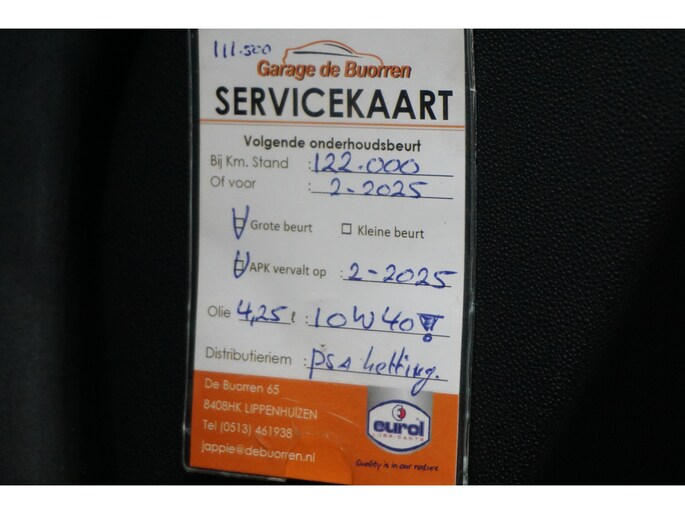 111.500
Garage de Buorren
SERVICEKAART
Volgende onderhoudsbeurt
Bij Km. Stand : 122.000
Of voor : 2-2025
Grote beurt Kleine beurt
APK vervalt op : 2-2025
Olie 4,25 l : 10W40
Distributieriem : PSA ketting.
De Buorren 65
8408HK LIPPENHUIZEN
Tel (0513) 461938
jappie@debuorren.nl
eurol
LUBRICANTS
Quality is in our nature